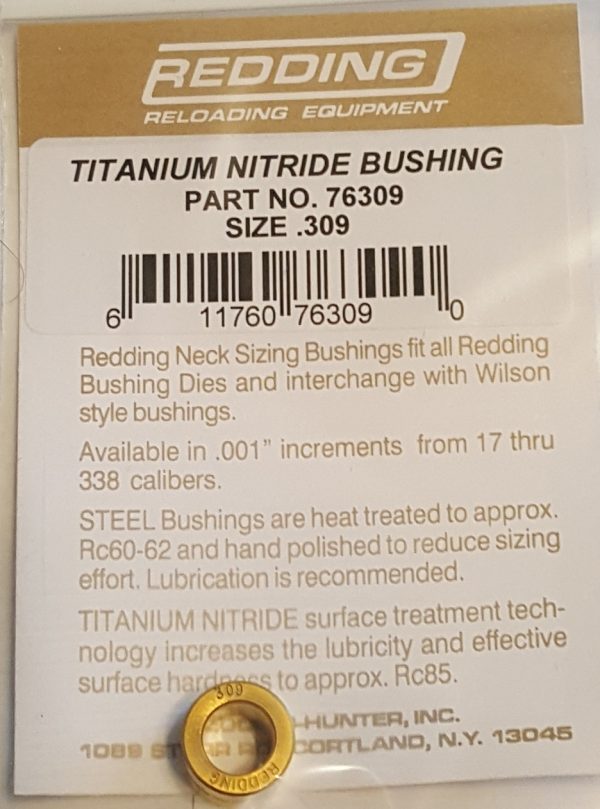 REDDING
RELOADING EQUIPMENT
TITANIUM NITRIDE BUSHING
PART NO. 76309
SIZE .309
6 11760 76309 0
Redding Neck Sizing Bushings fit all Redding
Bushing Dies and interchange with Wilson
style bushings.
Available in .001" increments from 17 thru
338 calibers.
STEEL Bushings are heat treated to approx.
Rc60-62 and hand polished to reduce sizing
effort. Lubrication is recommended.
TITANIUM NITRIDE surface treatment tech-
nology increases the lubricity and effective
surface hardness to approx. Rc85.
-HUNTER, INC.
1089 CORTLAND, N.Y. 13045
.309
REDDING